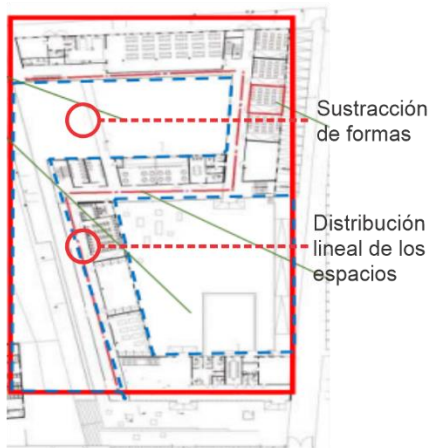 Sustracción
de formas
Distribución
lineal de los
espacios